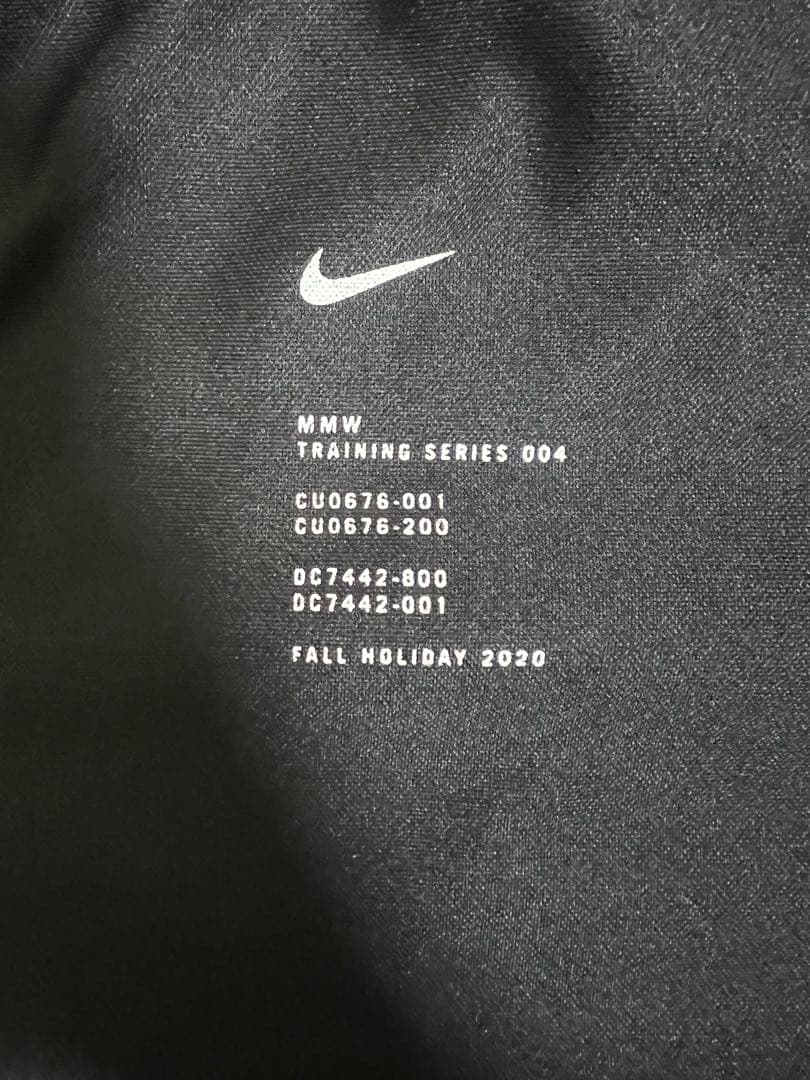 MMW
TRAINING SERIES 004
CU0676-001
CU0676-200
DC7442-800
DC7442-001
FALL HOLIDAY 2020